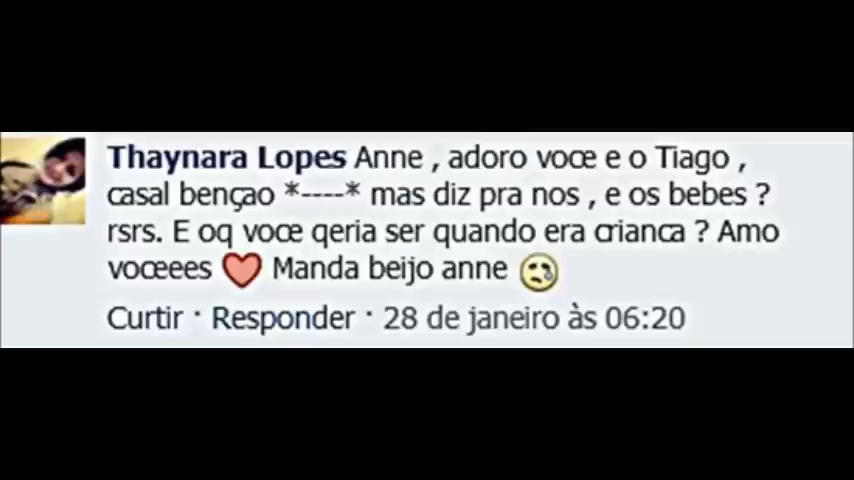 Thaynara Lopes Anne , adoro voce e o Tiago ,
casal bençao *----* mas diz pra nos , e os bebes ?
rsrs. E oq voce qeria ser quando era crianca ? Amo
voceees ❤ Manda beijo anne 😢
Curtir · Responder · 28 de janeiro às 06:20